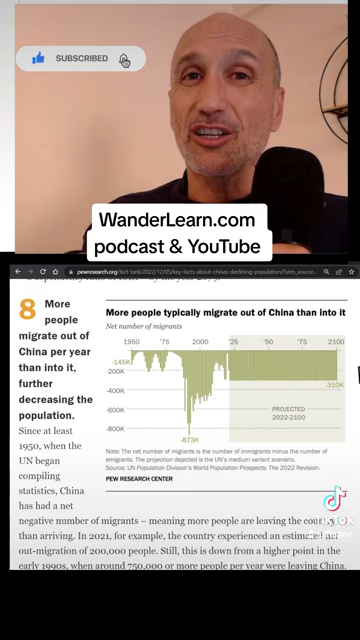 SUBSCRIBED
WanderLearn.com
podcast & YouTube
pewresearch.org/fact-tank/2022/12/05/key-facts-about-chinas-declining-population/?utm_source...
8 More
people
migrate out of
China per year
than into it,
further
decreasing the
population.
Since at least
1950, when the
UN began
compiling
statistics, China
has had a net
negative number of migrants – meaning more people are leaving the
than arriving. In 2021, for example, the country experienced an estimated net
out-migration of 200,000 people. Still, this is down from a higher point in the
early 1990s, when around 750,000 or more people per year were leaving China.
More people typically migrate out of China than into it
Net number of migrants
1950 '75 2000 '25 '50 '75 2100
-145K
-200K
-310K
-400K
-600K
-800K
-873K
PROJECTED
2022-2100
Note: The net number of migrants is the number of immigrants minus the number of
emigrants. The projection depicted is the UN's medium variant scenario.
Source: UN Population Division's World Population Prospects: The 2022 Revision.
PEW RESEARCH CENTER
TikTok